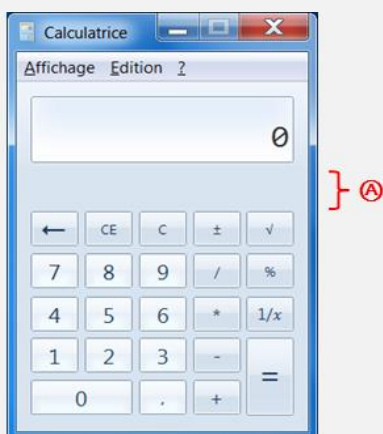 Calculatrice
Affichage Edition ?
0
A
← CE C ± √
7 8 9 / %
4 5 6 * 1/x
1 2 3 - =
0 , +